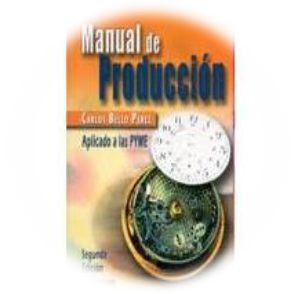 Manual de
Producción
CARLOS BELLO PÉREZ
Aplicado a las PYME
Segunda
Edición